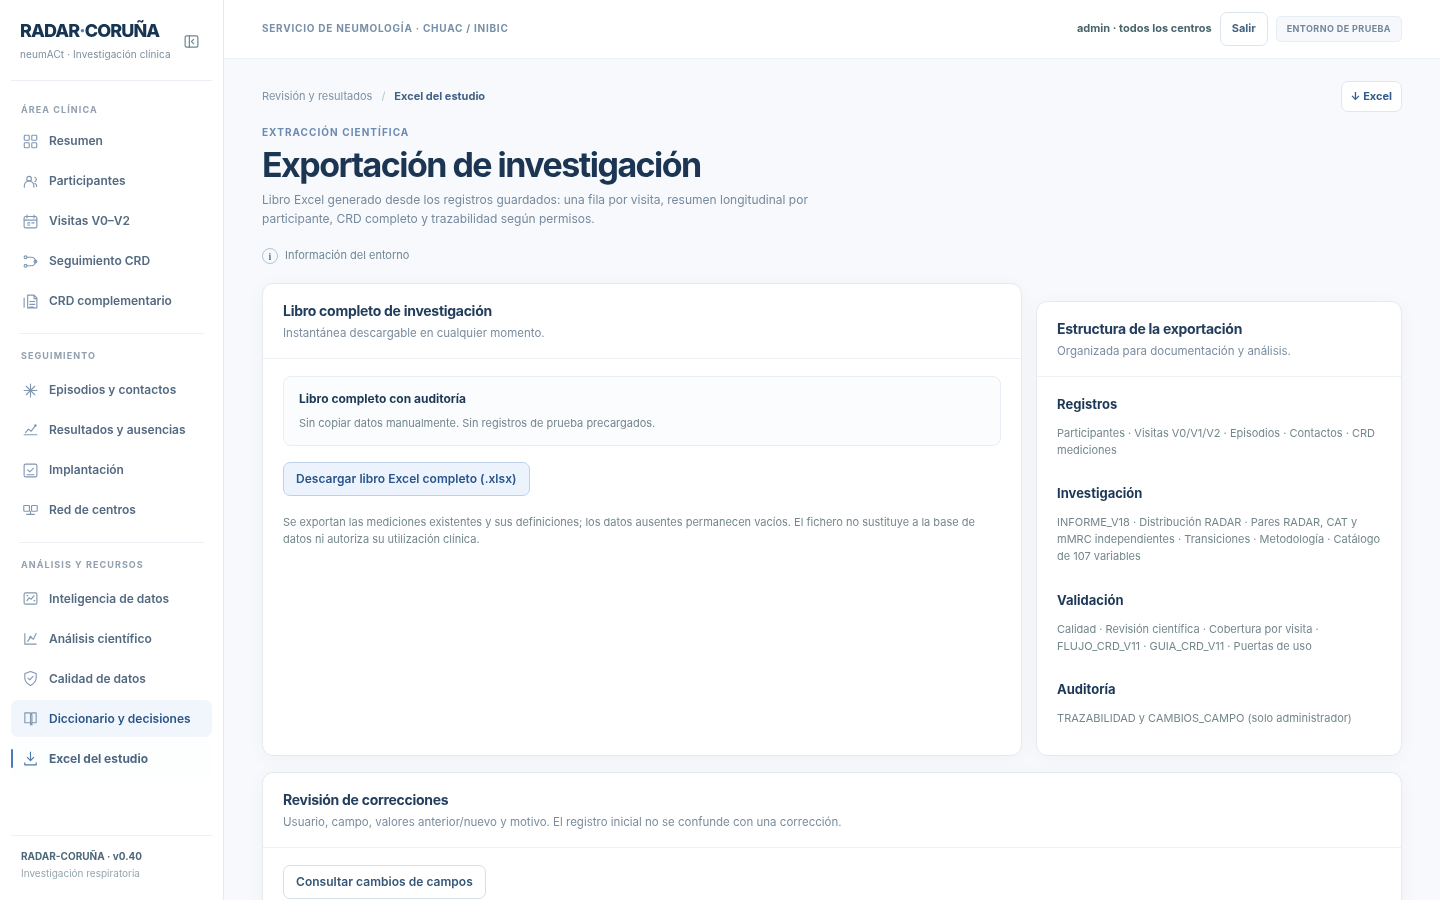 RADAR·CORUÑA
neumACt · Investigación clínica
ÁREA CLÍNICA
Resumen
Participantes
Visitas V0–V2
Seguimiento CRD
CRD complementario
SEGUIMIENTO
Episodios y contactos
Resultados y ausencias
Implantación
Red de centros
ANÁLISIS Y RECURSOS
Inteligencia de datos
Análisis científico
Calidad de datos
Diccionario y decisiones
Excel del estudio
RADAR-CORUÑA · v0.40
Investigación respiratoria
SERVICIO DE NEUMOLOGÍA · CHUAC / INIBIC
admin · todos los centros
Salir
ENTORNO DE PRUEBA
Revisión y resultados / Excel del estudio
↓ Excel
EXTRACCIÓN CIENTÍFICA
Exportación de investigación
Libro Excel generado desde los registros guardados: una fila por visita, resumen longitudinal por
participante, CRD completo y trazabilidad según permisos.
i Información del entorno
Libro completo de investigación
Instantánea descargable en cualquier momento.
Libro completo con auditoría
Sin copiar datos manualmente. Sin registros de prueba precargados.
Descargar libro Excel completo (.xlsx)
Se exportan las mediciones existentes y sus definiciones; los datos ausentes permanecen vacíos. El fichero no sustituye a la base de
datos ni autoriza su utilización clínica.
Estructura de la exportación
Organizada para documentación y análisis.
Registros
Participantes · Visitas V0/V1/V2 · Episodios · Contactos · CRD
mediciones
Investigación
INFORME_V18 · Distribución RADAR · Pares RADAR, CAT y
mMRC independientes · Transiciones · Metodología · Catálogo
de 107 variables
Validación
Calidad · Revisión científica · Cobertura por visita ·
FLUJO_CRD_V11 · GUIA_CRD_V11 · Puertas de uso
Auditoría
TRAZABILIDAD y CAMBIOS_CAMPO (solo administrador)
Revisión de correcciones
Usuario, campo, valores anterior/nuevo y motivo. El registro inicial no se confunde con una corrección.
Consultar cambios de campos